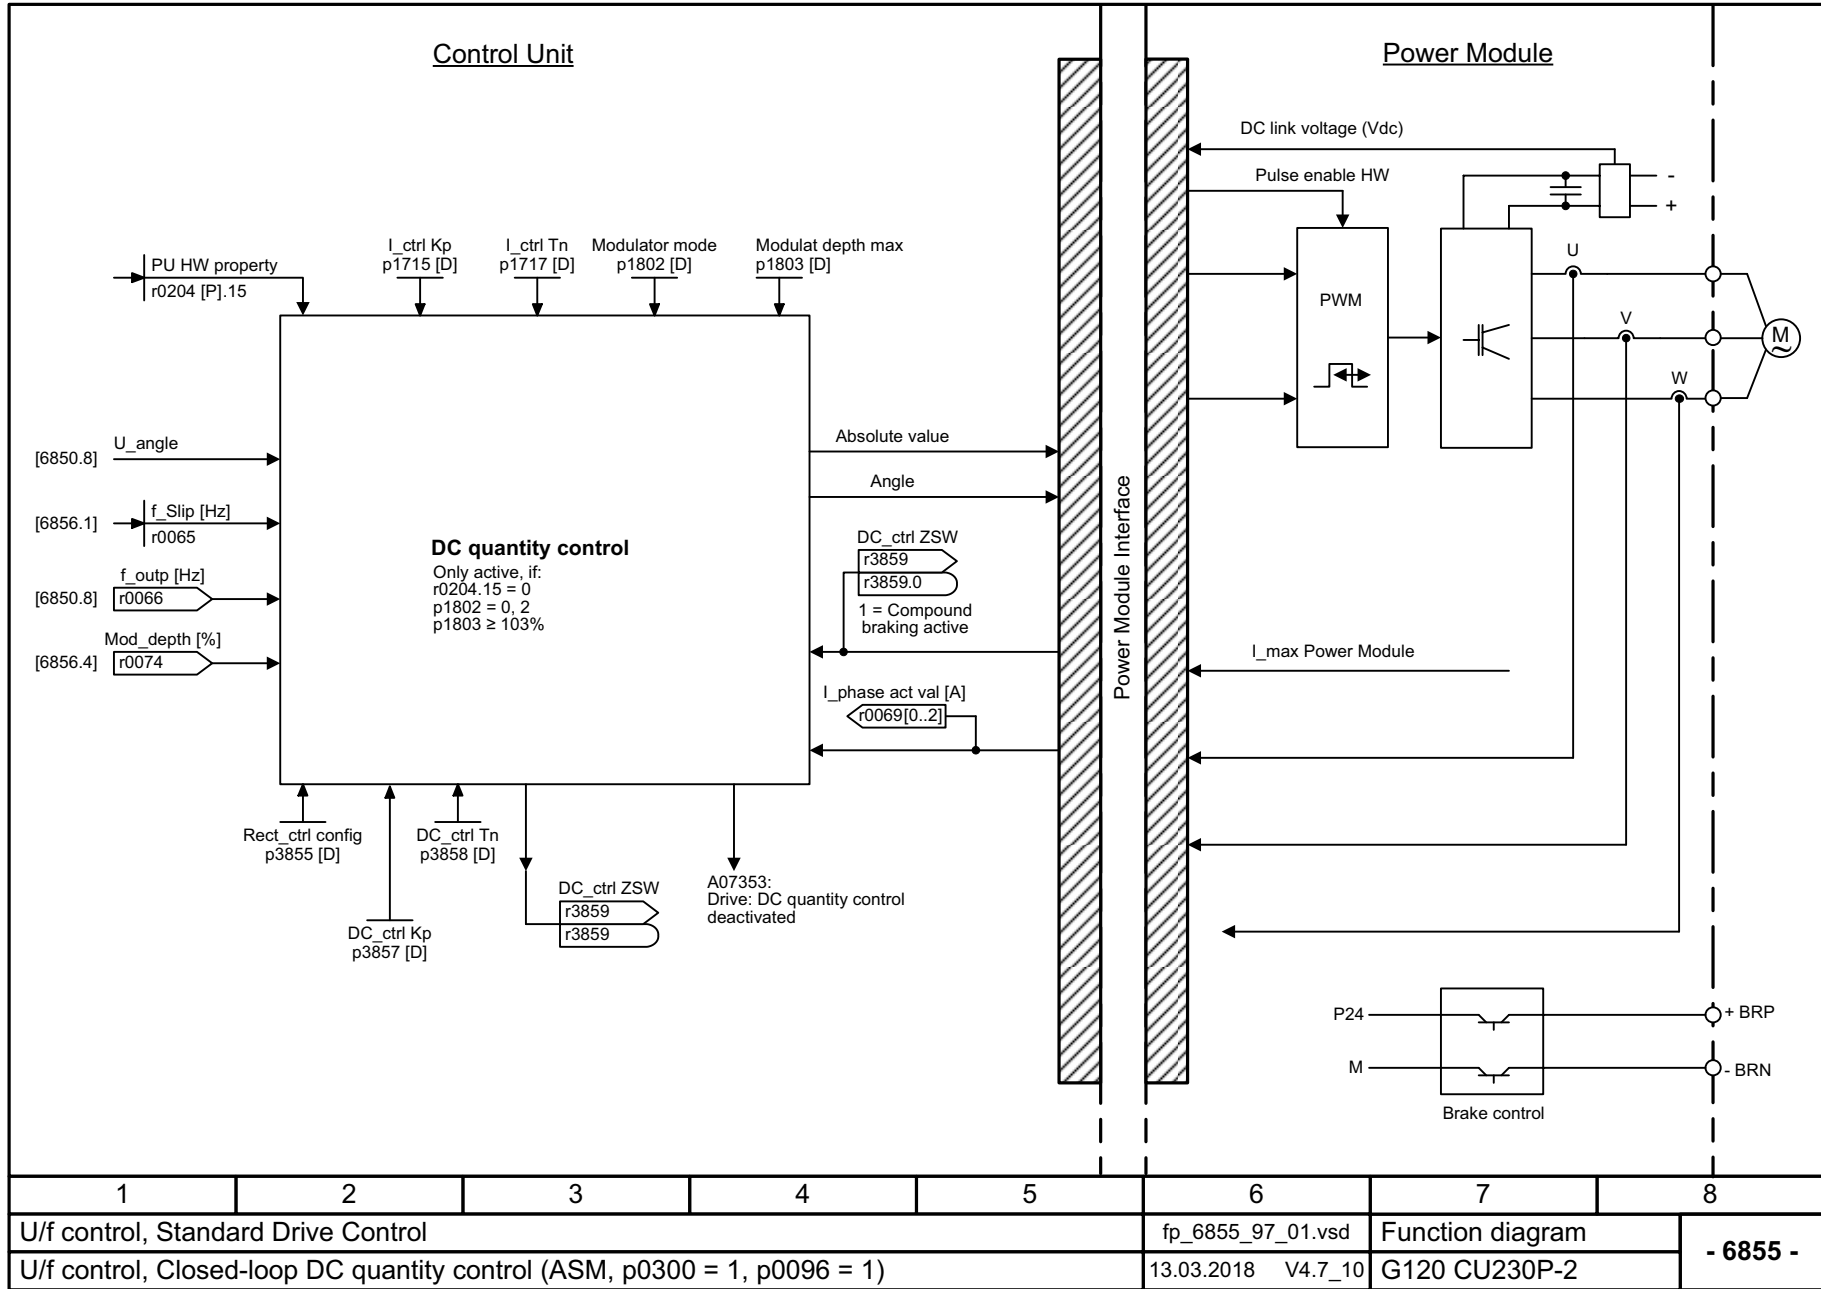 Control Unit
Power Module
DC link voltage (Vdc)
Pulse enable HW
-
+
PU HW property
r0204 [P].15
I_ctrl Kp
p1715 [D]
I_ctrl Tn
p1717 [D]
Modulator mode
p1802 [D]
Modulat depth max
p1803 [D]
U
V
W
PWM
M
~
[6850.8]
U_angle
[6856.1]
f_Slip [Hz]
r0065
[6850.8]
f_outp [Hz]
r0066
[6856.4]
Mod_depth [%]
r0074
DC quantity control
Only active, if:
r0204.15 = 0
p1802 = 0, 2
p1803 ≥ 103%
Absolute value
Angle
DC_ctrl ZSW
r3859
r3859.0
1 = Compound
braking active
I_phase act val [A]
r0069[0..2]
Power Module Interface
I_max Power Module
Rect_ctrl config
p3855 [D]
DC_ctrl Kp
p3857 [D]
DC_ctrl Tn
p3858 [D]
DC_ctrl ZSW
r3859
r3859
A07353:
Drive: DC quantity control
deactivated
P24
M
+ BRP
- BRN
Brake control
1 2 3 4 5 6 7 8
U/f control, Standard Drive Control
fp_6855_97_01.vsd
Function diagram
- 6855 -
U/f control, Closed-loop DC quantity control (ASM, p0300 = 1, p0096 = 1)
13.03.2018 V4.7_10
G120 CU230P-2